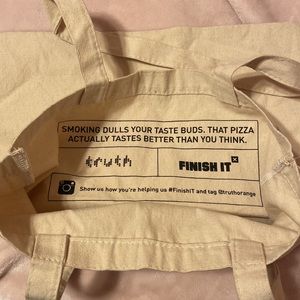 SMOKING DULLS YOUR TASTE BUDS. THAT PIZZA
ACTUALLY TASTES BETTER THAN YOU THINK.
FINISH IT
Show us how you're helping us #FinishIT and tag @truthorange